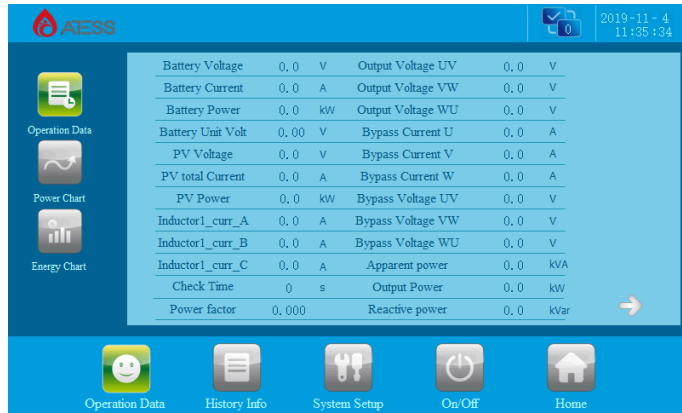 ATESS
0
2019-11- 4
11:35:34
Battery Voltage 0.0 V Output Voltage UV 0.0 V
Battery Current 0.0 A Output Voltage VW 0.0 V
Battery Power 0.0 kW Output Voltage WU 0.0 V
Battery Unit Volt 0.00 V Bypass Current U 0.0 A
PV Voltage 0.0 V Bypass Current V 0.0 A
PV total Current 0.0 A Bypass Current W 0.0 A
PV Power 0.0 kW Bypass Voltage UV 0.0 V
Inductor1_curr_A 0.0 A Bypass Voltage VW 0.0 V
Inductor1_curr_B 0.0 A Bypass Voltage WU 0.0 V
Inductor1_curr_C 0.0 A Apparent power 0.0 kVA
Check Time 0 s Output Power 0.0 kW
Power factor 0.000 Reactive power 0.0 kVar
Operation Data
Power Chart
Energy Chart
Operation Data History Info System Setup On/Off Home